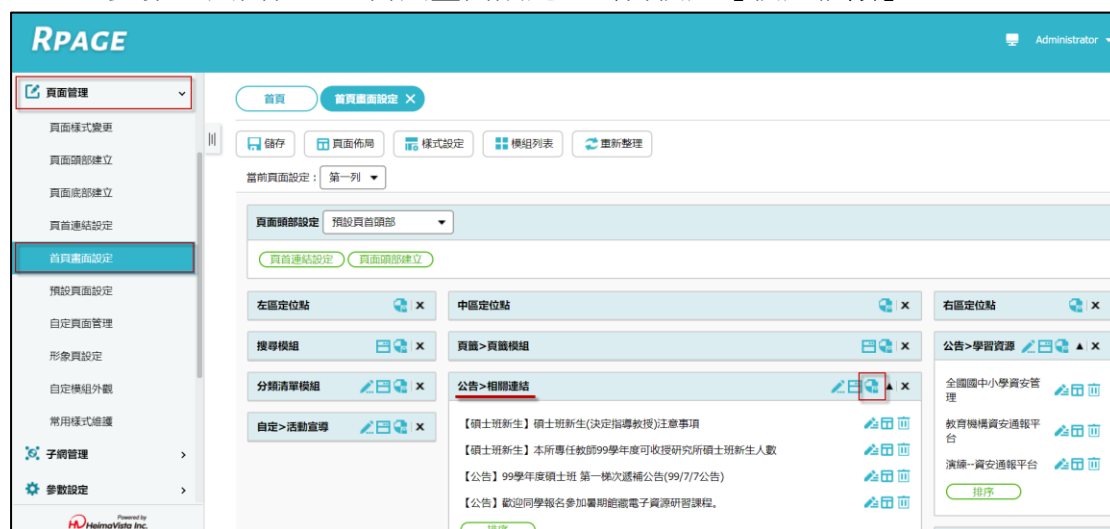 RPAGE
Administrator
頁面管理
頁面樣式變更
頁面頭部建立
頁面底部建立
頁首連結設定
首頁畫面設定
預設頁面設定
自定頁面管理
形象頁設定
自定模組外觀
常用樣式維護
子網管理
參數設定
Powered by
HeimaVista Inc.
首頁
首頁畫面設定 X
儲存
頁面佈局
樣式設定
模組列表
重新整理
當前頁面設定： 第一列
頁面頭部設定 預設頁首頭部
頁首連結設定 頁面頭部建立
左區定位點
搜尋模組
分類清單模組
自定>活動宣導
中區定位點
頁籤>頁籤模組
公告>相關連結
【碩士班新生】碩士班新生(決定指導教授)注意事項
【碩士班新生】本所專任教師99學年度可收授研究所碩士班新生人數
【公告】99學年度碩士班 第一梯次遞補公告(99/7/7公告)
【公告】歡迎同學報名參加暑期館藏電子資源研習課程。
排序
右區定位點
公告>學習資源
全國國中小學資安管
理
教育機構資安通報平
台
演練--資安通報平台
排序